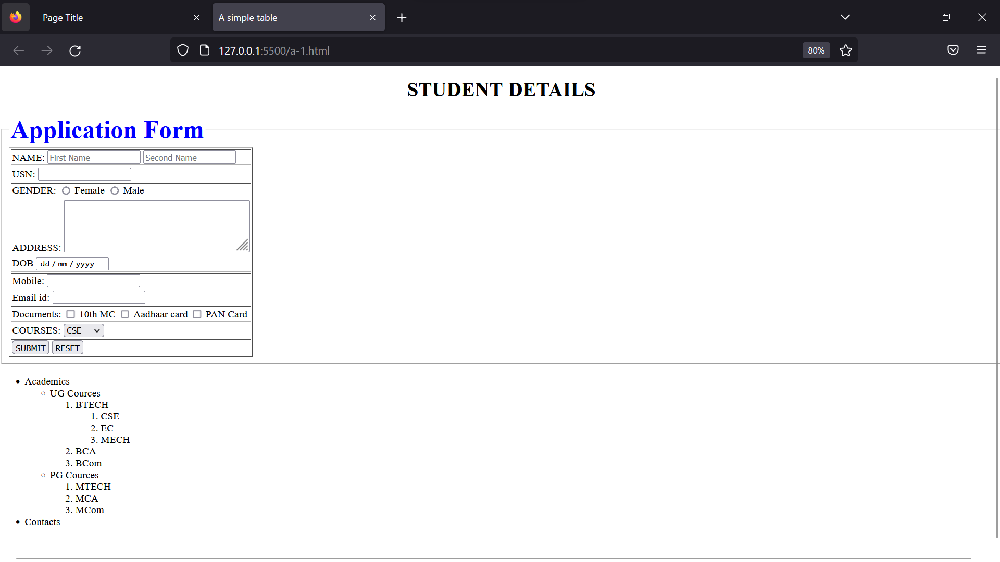 Page Title
A simple table
127.0.0.1:5500/a-1.html
80%
STUDENT DETAILS
Application Form
NAME: First Name Second Name
USN:
GENDER: Female Male
ADDRESS:
DOB dd / mm / yyyy
Mobile:
Email id:
Documents: 10th MC Aadhaar card PAN Card
COURSES: CSE
SUBMIT RESET
• Academics
◦ UG Cources
1. BTECH
1. CSE
2. EC
3. MECH
2. BCA
3. BCom
◦ PG Cources
1. MTECH
2. MCA
3. MCom
• Contacts